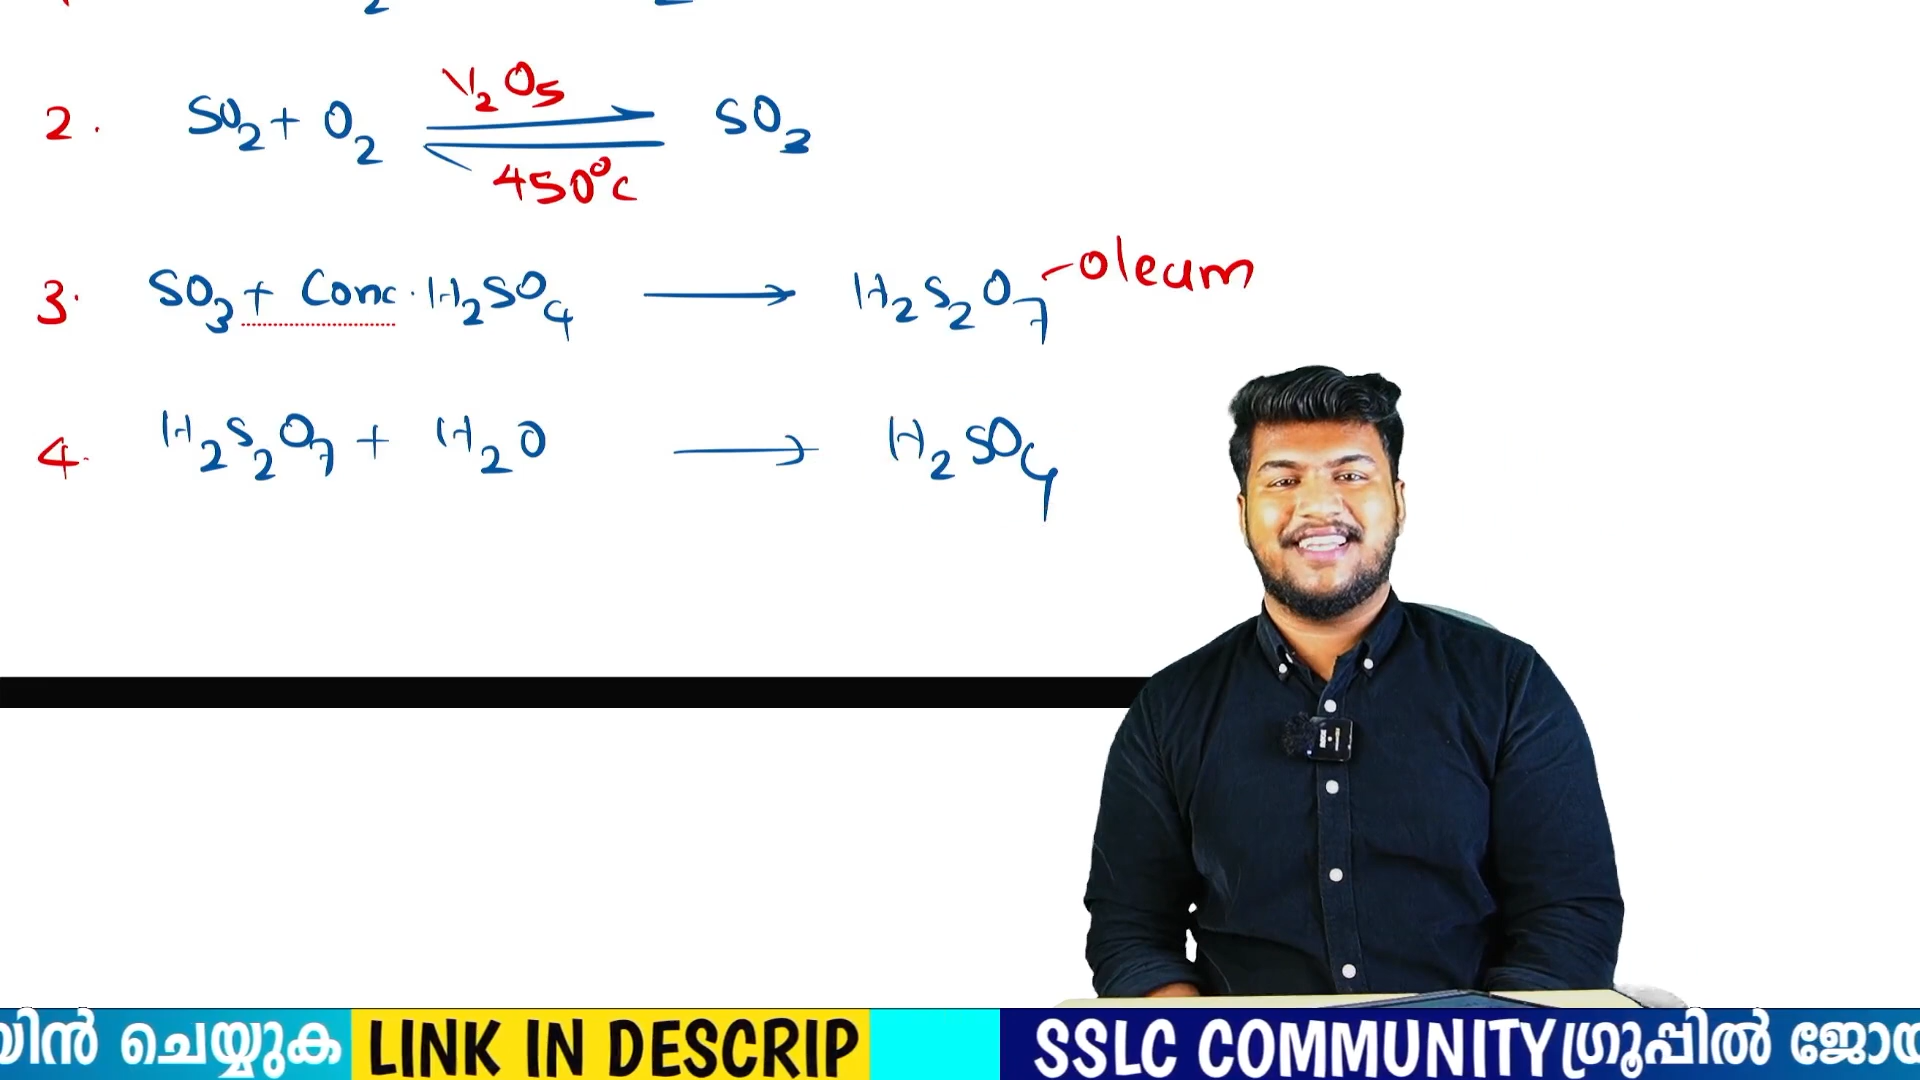 2. SO₂ + O₂ V₂O₅ ⇌ 450°C SO₃
3. SO₃ + Conc. H₂SO₄ → H₂S₂O₇ - Oleum
4. H₂S₂O₇ + H₂O → H₂SO₄
യിൻ ചെയ്യുക LINK IN DESCRIP SSLC COMMUNITY ഗ്രൂപ്പിൽ ജോയ